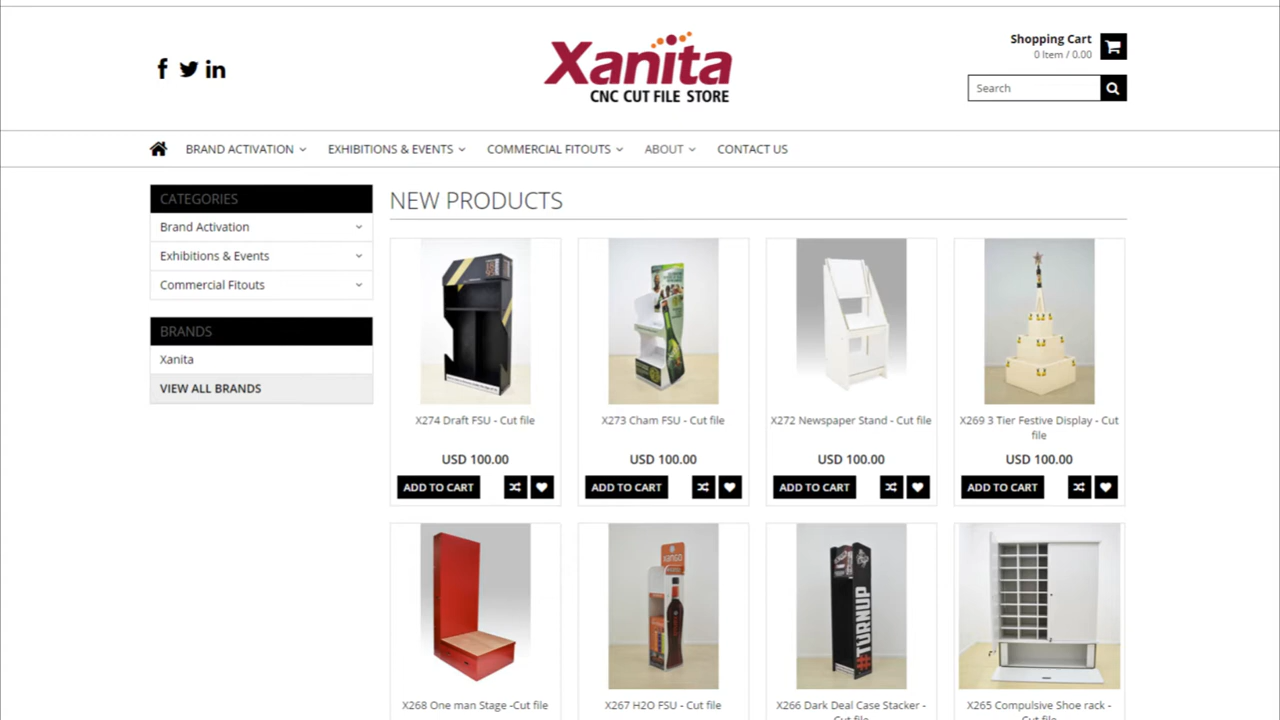 Xanita
CNC CUT FILE STORE
Shopping Cart
0 Item / 0.00
Search
BRAND ACTIVATION
EXHIBITIONS & EVENTS
COMMERCIAL FITOUTS
ABOUT
CONTACT US
CATEGORIES
Brand Activation
Exhibitions & Events
Commercial Fitouts
BRANDS
Xanita
VIEW ALL BRANDS
NEW PRODUCTS
X274 Draft FSU - Cut file
USD 100.00
ADD TO CART
X273 Cham FSU - Cut file
USD 100.00
ADD TO CART
X272 Newspaper Stand - Cut file
USD 100.00
ADD TO CART
X269 3 Tier Festive Display - Cut
file
USD 100.00
ADD TO CART
#TURNUP
X268 One man Stage -Cut file
X267 H2O FSU - Cut file
X266 Dark Deal Case Stacker -
Cut file
X265 Compulsive Shoe rack -
Cut file